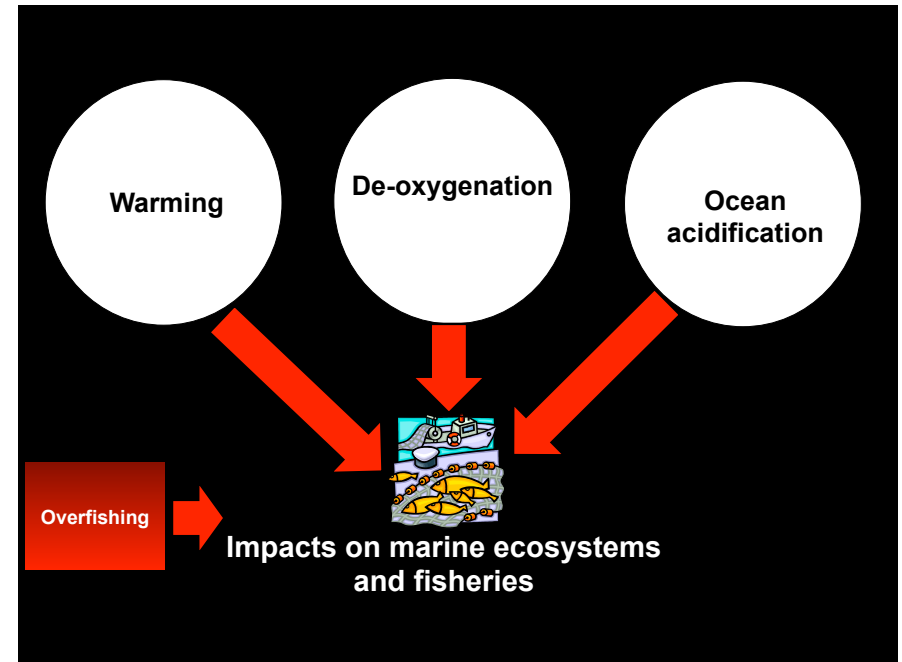 Warming
De-oxygenation
Ocean
acidification
Overfishing
Impacts on marine ecosystems
and fisheries